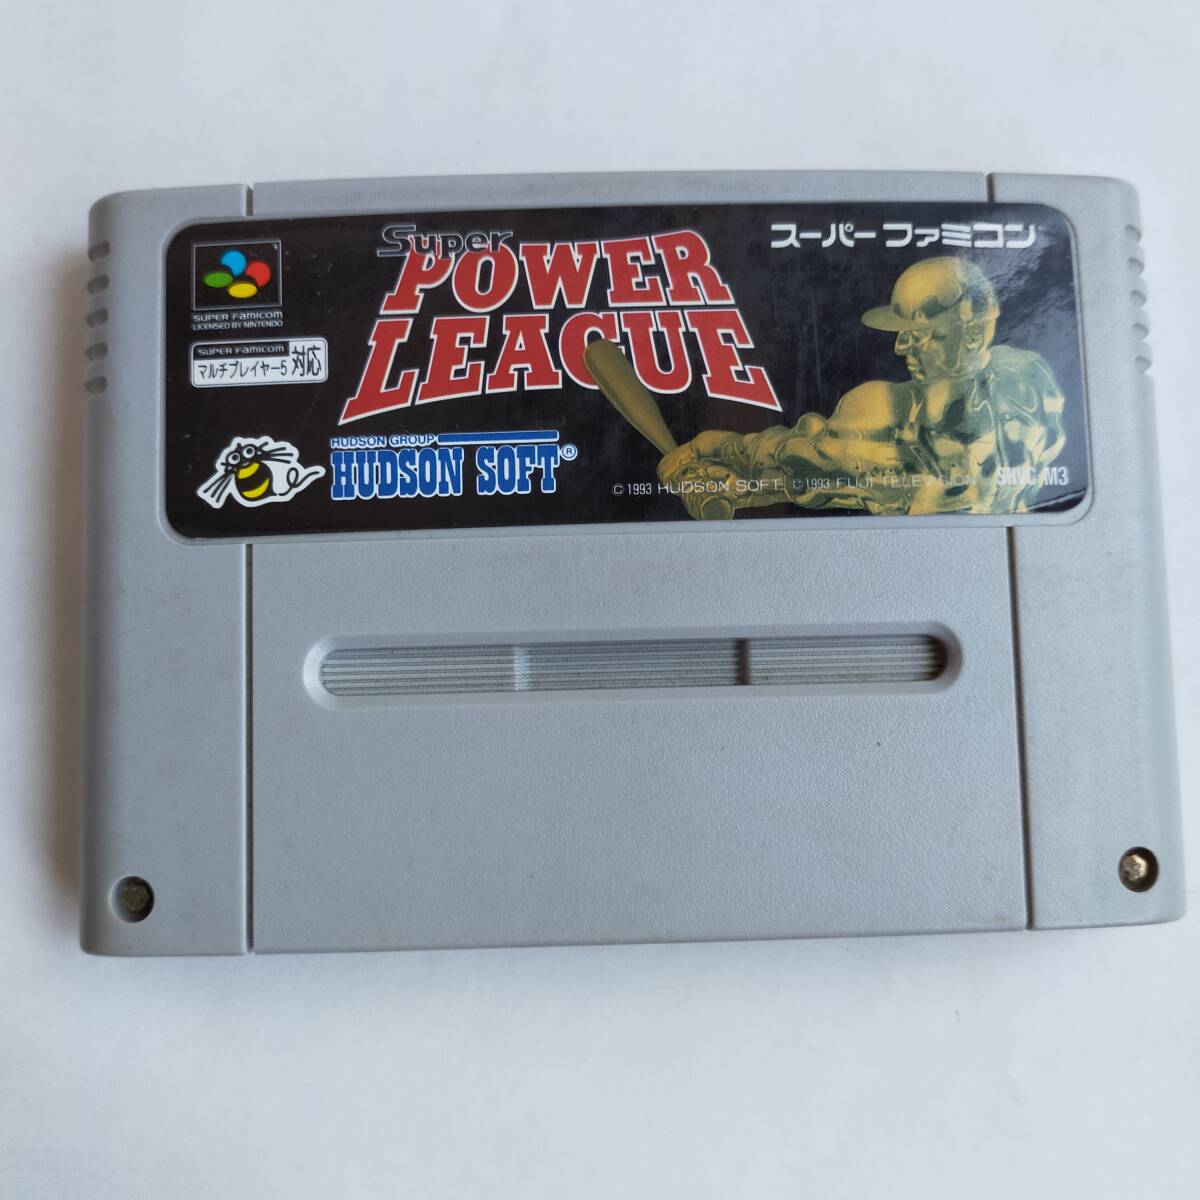 Super
POWER
LEAGUE
スーパーファミコン
SUPER FAMICOM
LICENSED BY NINTENDO
SUPER FAMICOM
マルチプレイヤー5 対応
HUDSON GROUP
HUDSON SOFT®
© 1993 HUDSON SOFT © 1993 FUJI TELEVISION
SHVC-M3